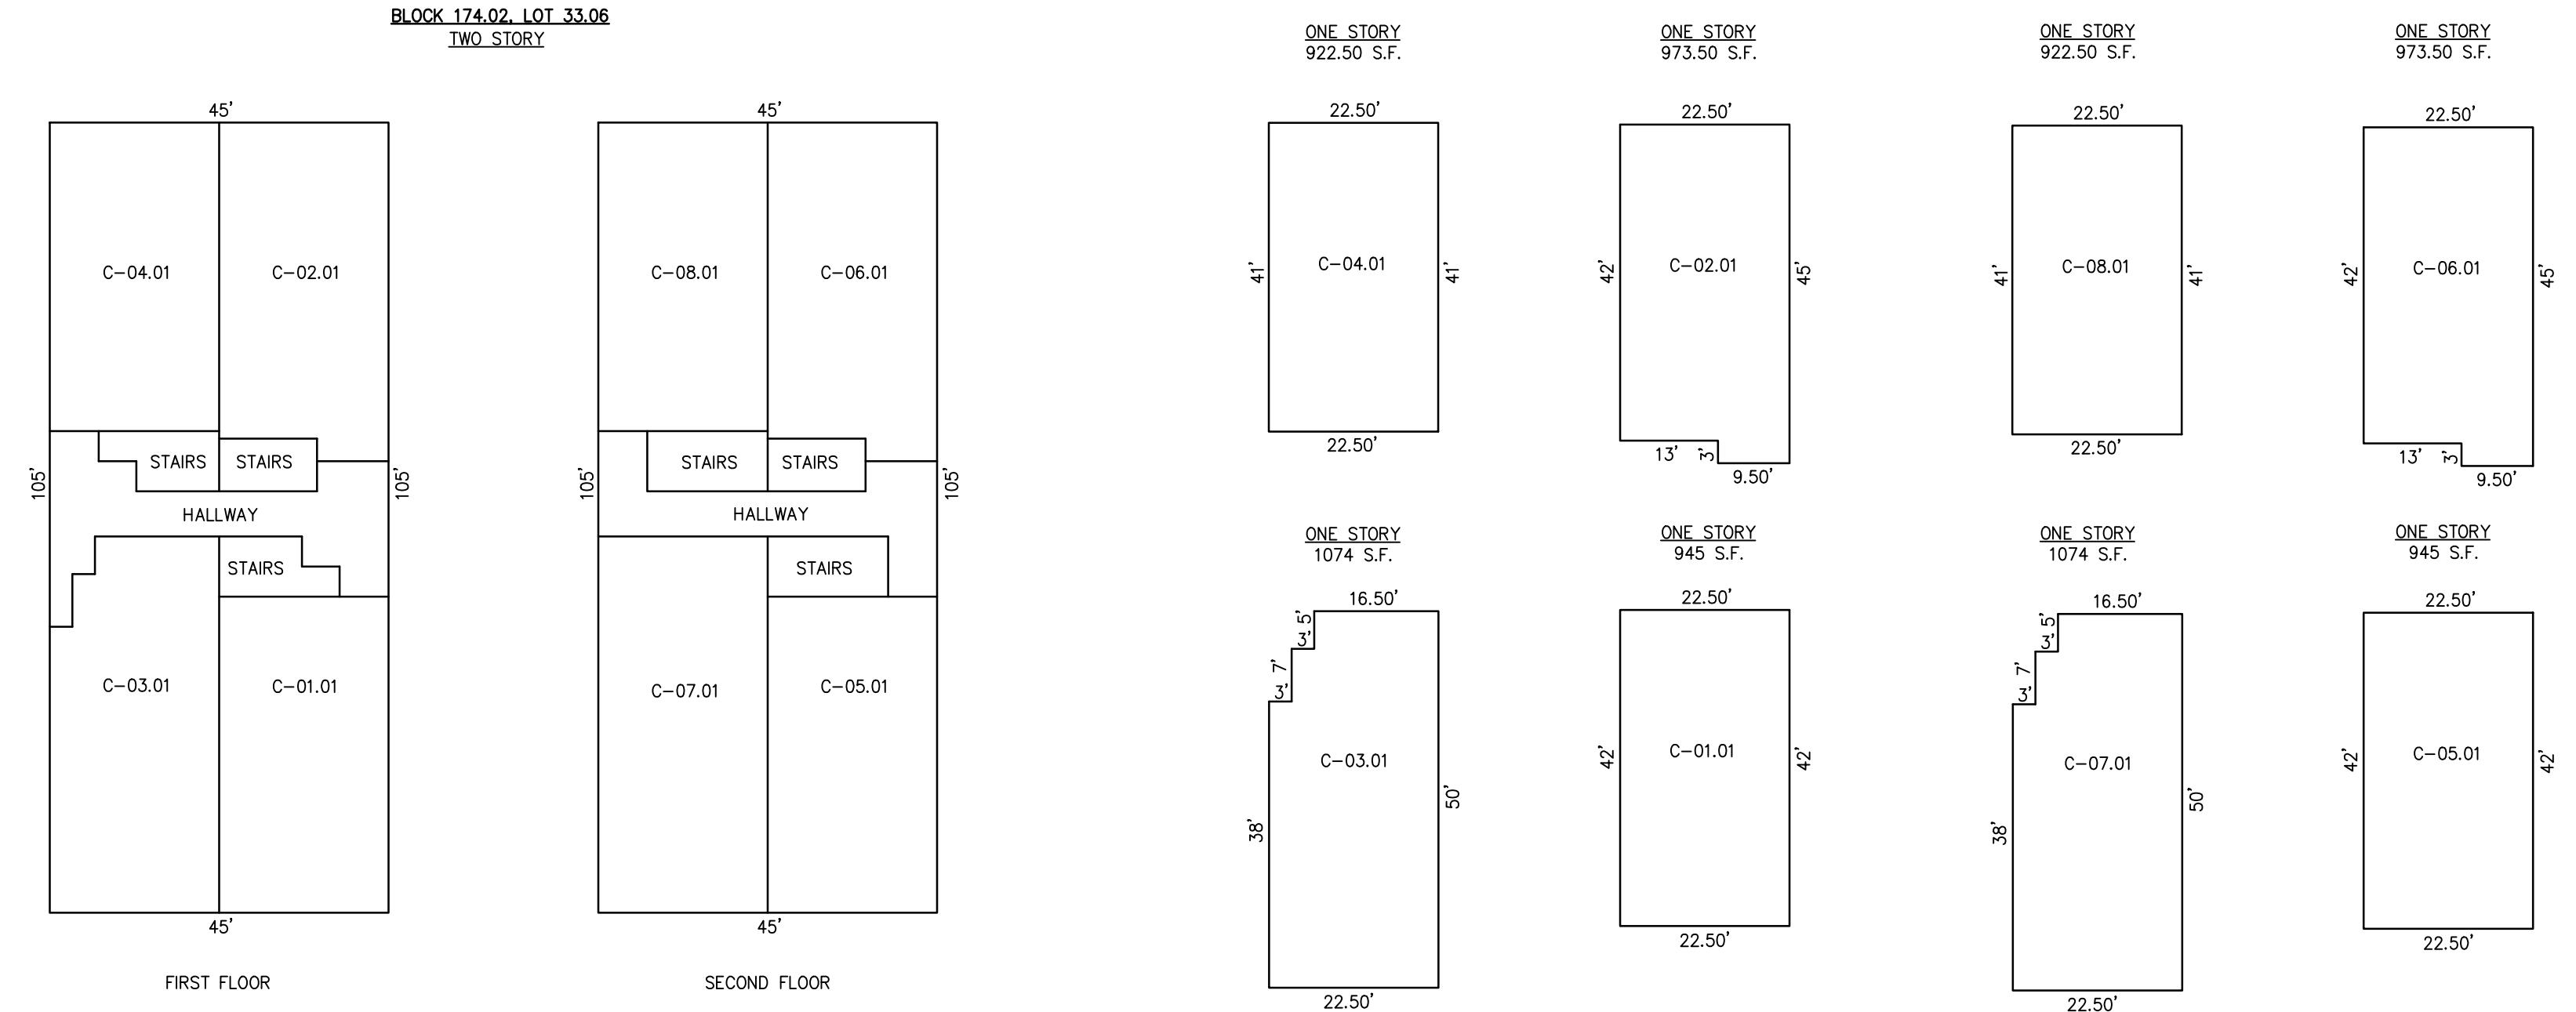 BLOCK 174.02, LOT 33.06
TWO STORY
45'
C-04.01
C-02.01
105'
STAIRS
STAIRS
105'
HALLWAY
STAIRS
C-03.01
C-01.01
45'
FIRST FLOOR
45'
C-08.01
C-06.01
105'
STAIRS
STAIRS
105'
HALLWAY
STAIRS
C-07.01
C-05.01
45'
SECOND FLOOR
ONE STORY
922.50 S.F.
22.50'
41'
C-04.01
41'
22.50'
ONE STORY
973.50 S.F.
22.50'
42'
C-02.01
45'
13'
3'
9.50'
ONE STORY
922.50 S.F.
22.50'
41'
C-08.01
41'
22.50'
ONE STORY
973.50 S.F.
22.50'
42'
C-06.01
45'
13'
3'
9.50'
ONE STORY
1074 S.F.
16.50'
5'
3'
7'
3'
C-03.01
38'
50'
22.50'
ONE STORY
945 S.F.
22.50'
42'
C-01.01
42'
22.50'
ONE STORY
1074 S.F.
16.50'
5'
3'
7'
3'
C-07.01
38'
50'
22.50'
ONE STORY
945 S.F.
22.50'
42'
C-05.01
42'
22.50'